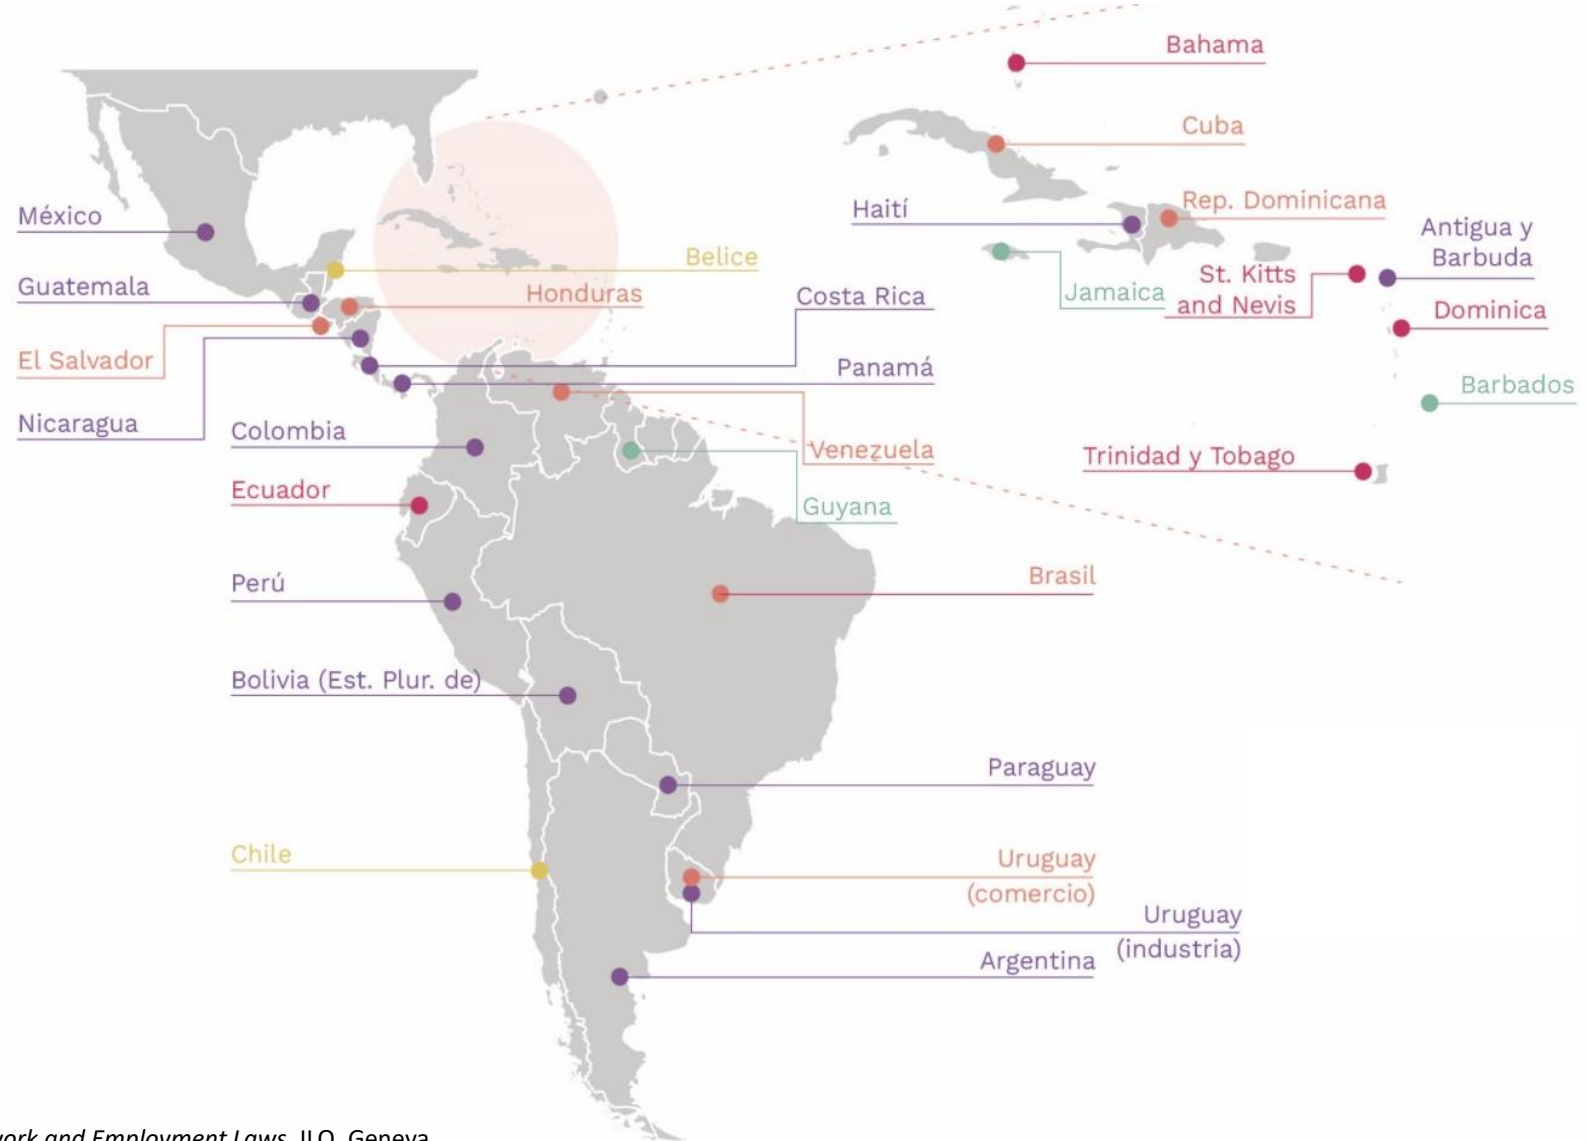 Bahama
Cuba
Rep. Dominicana
Haití
Antigua y
Barbuda
México
Belice
St. Kitts
and Nevis
Guatemala
Honduras
Costa Rica
Jamaica
Dominica
El Salvador
Panamá
Barbados
Nicaragua
Colombia
Venezuela
Trinidad y Tobago
Ecuador
Guyana
Perú
Brasil
Bolivia (Est. Plur. de)
Paraguay
Chile
Uruguay
(comercio)
Uruguay
(industria)
Argentina
work and Employment Laws, ILO, Geneva